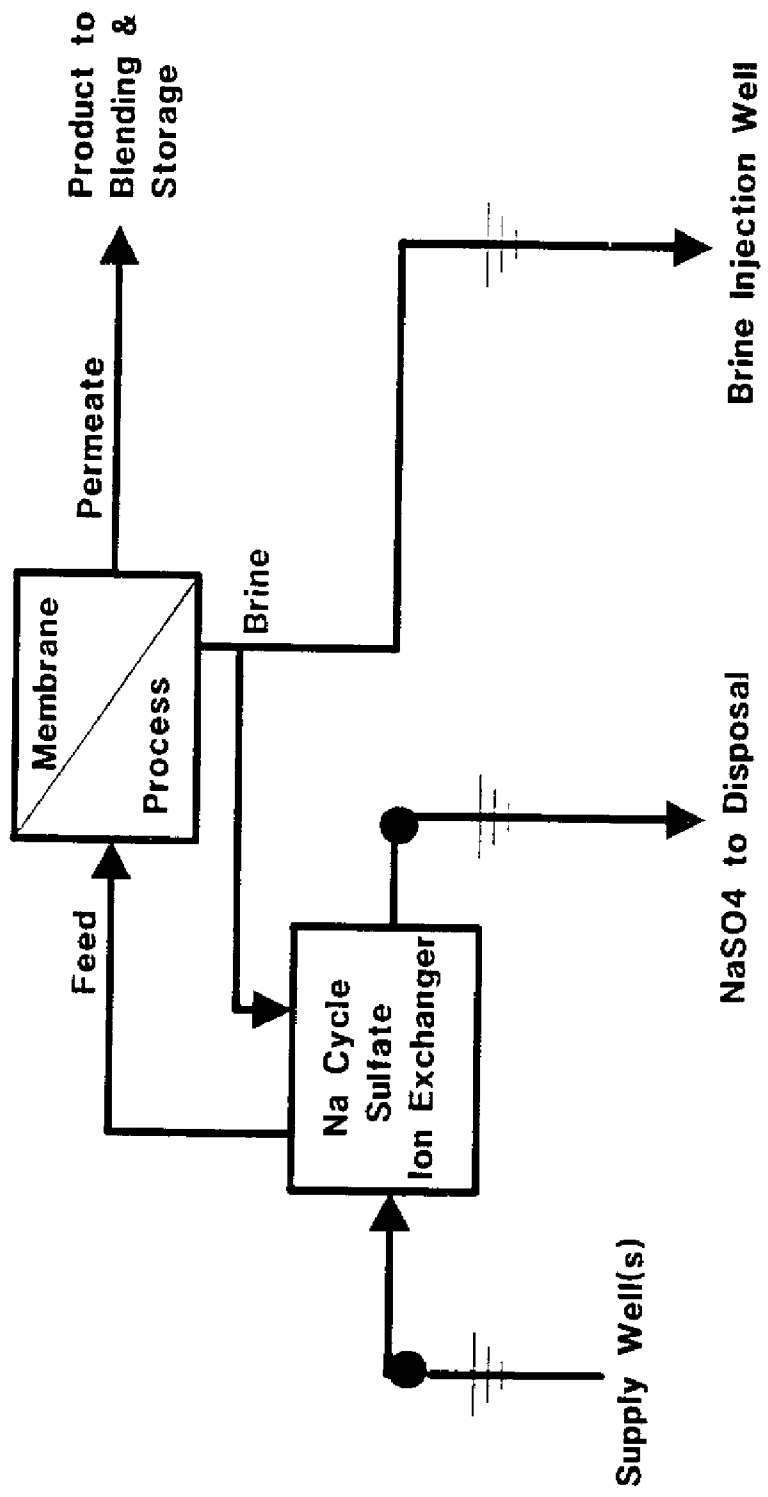 Product to
Blending &
Storage
Permeate
Membrane
Process
Feed
Brine
Na Cycle
Sulfate
Ion Exchanger
Supply Well(s)
NaSO4 to Disposal
Brine Injection Well